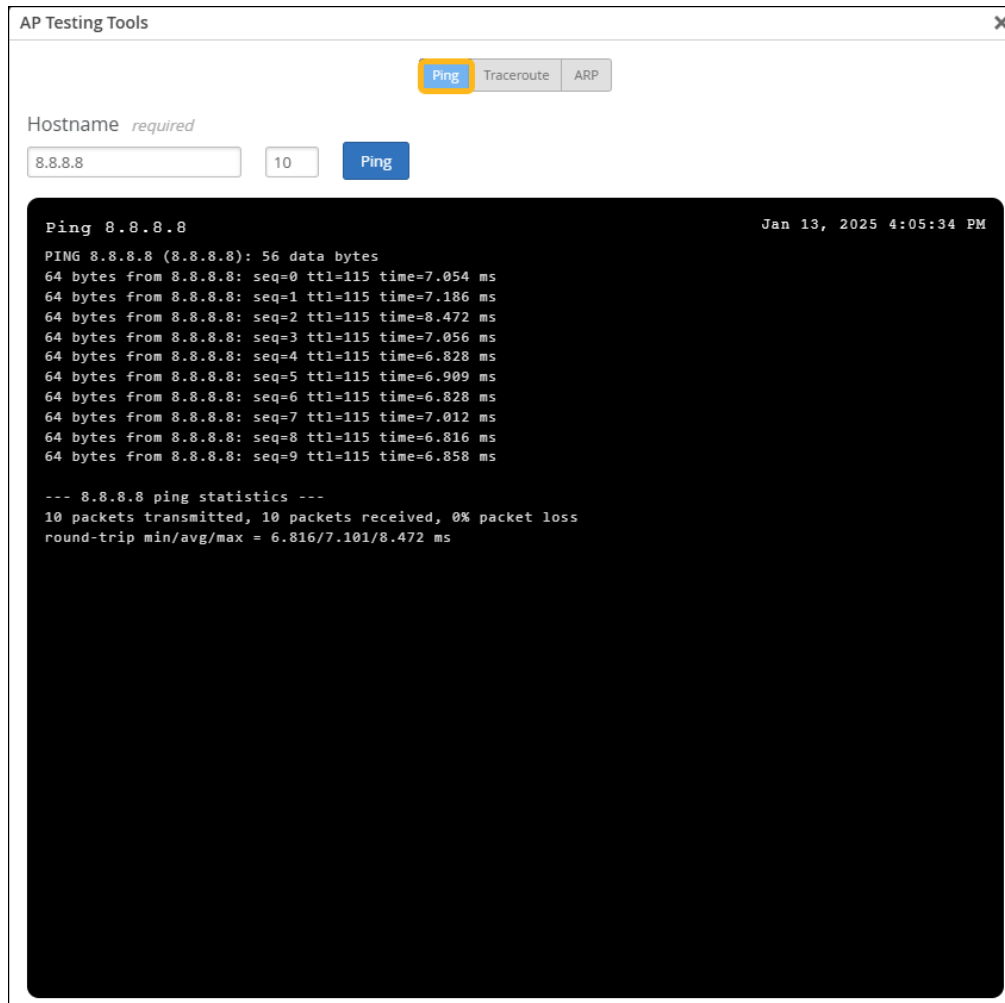 AP Testing Tools
Ping Traceroute ARP
Hostname required
8.8.8.8 10 Ping
Ping 8.8.8.8 Jan 13, 2025 4:05:34 PM
PING 8.8.8.8 (8.8.8.8): 56 data bytes
64 bytes from 8.8.8.8: seq=0 ttl=115 time=7.054 ms
64 bytes from 8.8.8.8: seq=1 ttl=115 time=7.186 ms
64 bytes from 8.8.8.8: seq=2 ttl=115 time=8.472 ms
64 bytes from 8.8.8.8: seq=3 ttl=115 time=7.056 ms
64 bytes from 8.8.8.8: seq=4 ttl=115 time=6.828 ms
64 bytes from 8.8.8.8: seq=5 ttl=115 time=6.909 ms
64 bytes from 8.8.8.8: seq=6 ttl=115 time=6.828 ms
64 bytes from 8.8.8.8: seq=7 ttl=115 time=7.012 ms
64 bytes from 8.8.8.8: seq=8 ttl=115 time=6.816 ms
64 bytes from 8.8.8.8: seq=9 ttl=115 time=6.858 ms
--- 8.8.8.8 ping statistics ---
10 packets transmitted, 10 packets received, 0% packet loss
round-trip min/avg/max = 6.816/7.101/8.472 ms